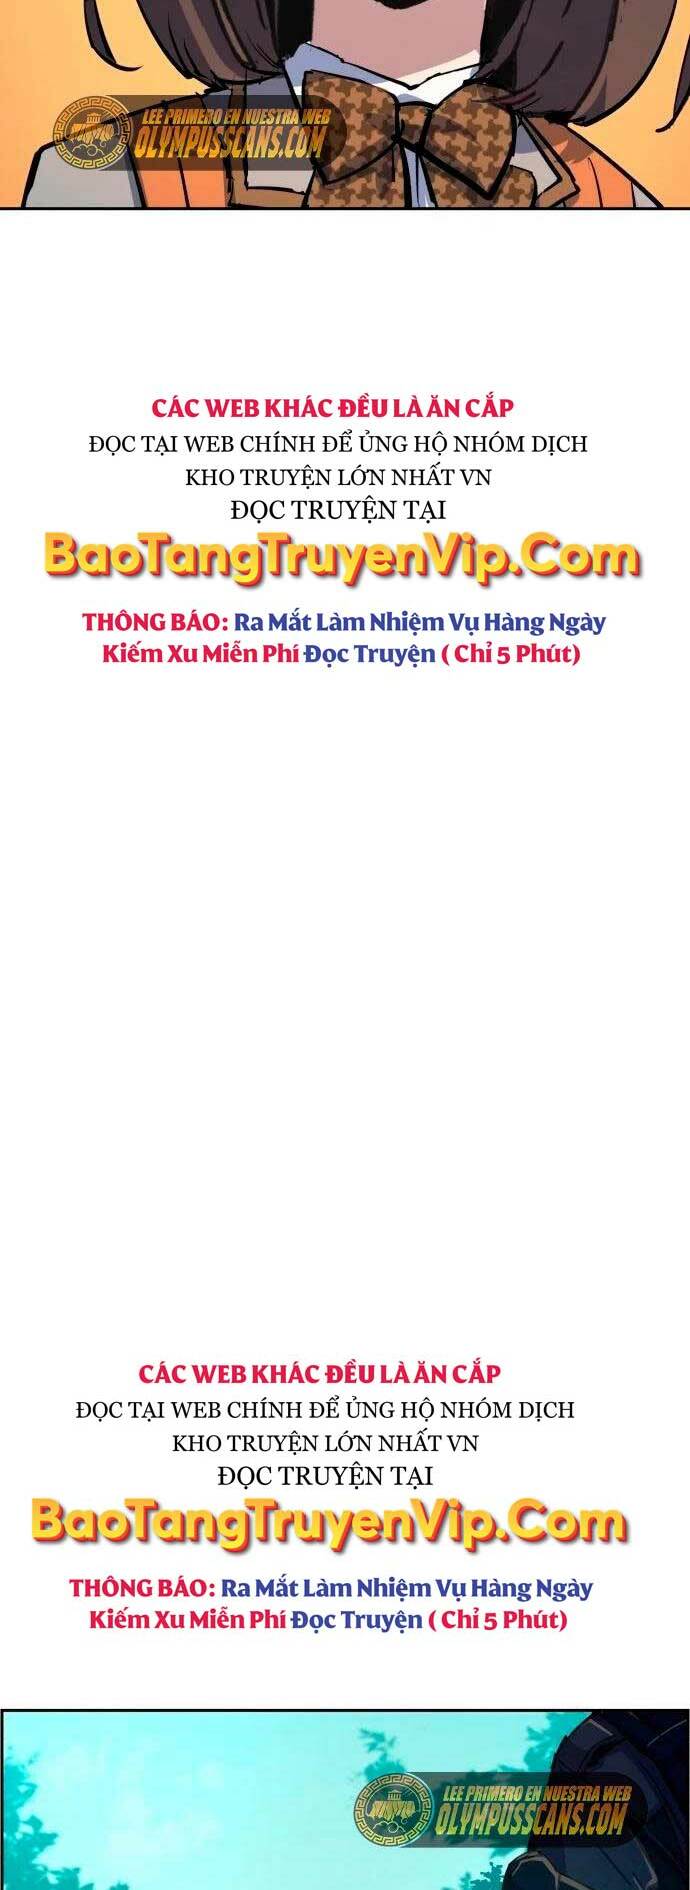 LEE PRIMERO EN NUESTRA WEB
OLYMPUSSCANS.COM
CÁC WEB KHÁC ĐỀU LÀ ĂN CẮP
ĐỌC TẠI WEB CHÍNH ĐỂ ỦNG HỘ NHÓM DỊCH
KHO TRUYỆN LỚN NHẤT VN
ĐỌC TRUYỆN TẠI
BaoTangTruyenVip.Com
THÔNG BÁO: Ra Mắt Làm Nhiệm Vụ Hàng Ngày
Kiếm Xu Miễn Phí Đọc Truyện ( Chỉ 5 Phút)
CÁC WEB KHÁC ĐỀU LÀ ĂN CẮP
ĐỌC TẠI WEB CHÍNH ĐỂ ỦNG HỘ NHÓM DỊCH
KHO TRUYỆN LỚN NHẤT VN
ĐỌC TRUYỆN TẠI
BaoTangTruyenVip.Com
THÔNG BÁO: Ra Mắt Làm Nhiệm Vụ Hàng Ngày
Kiếm Xu Miễn Phí Đọc Truyện ( Chỉ 5 Phút)
LEE PRIMERO EN NUESTRA WEB
OLYMPUSSCANS.COM